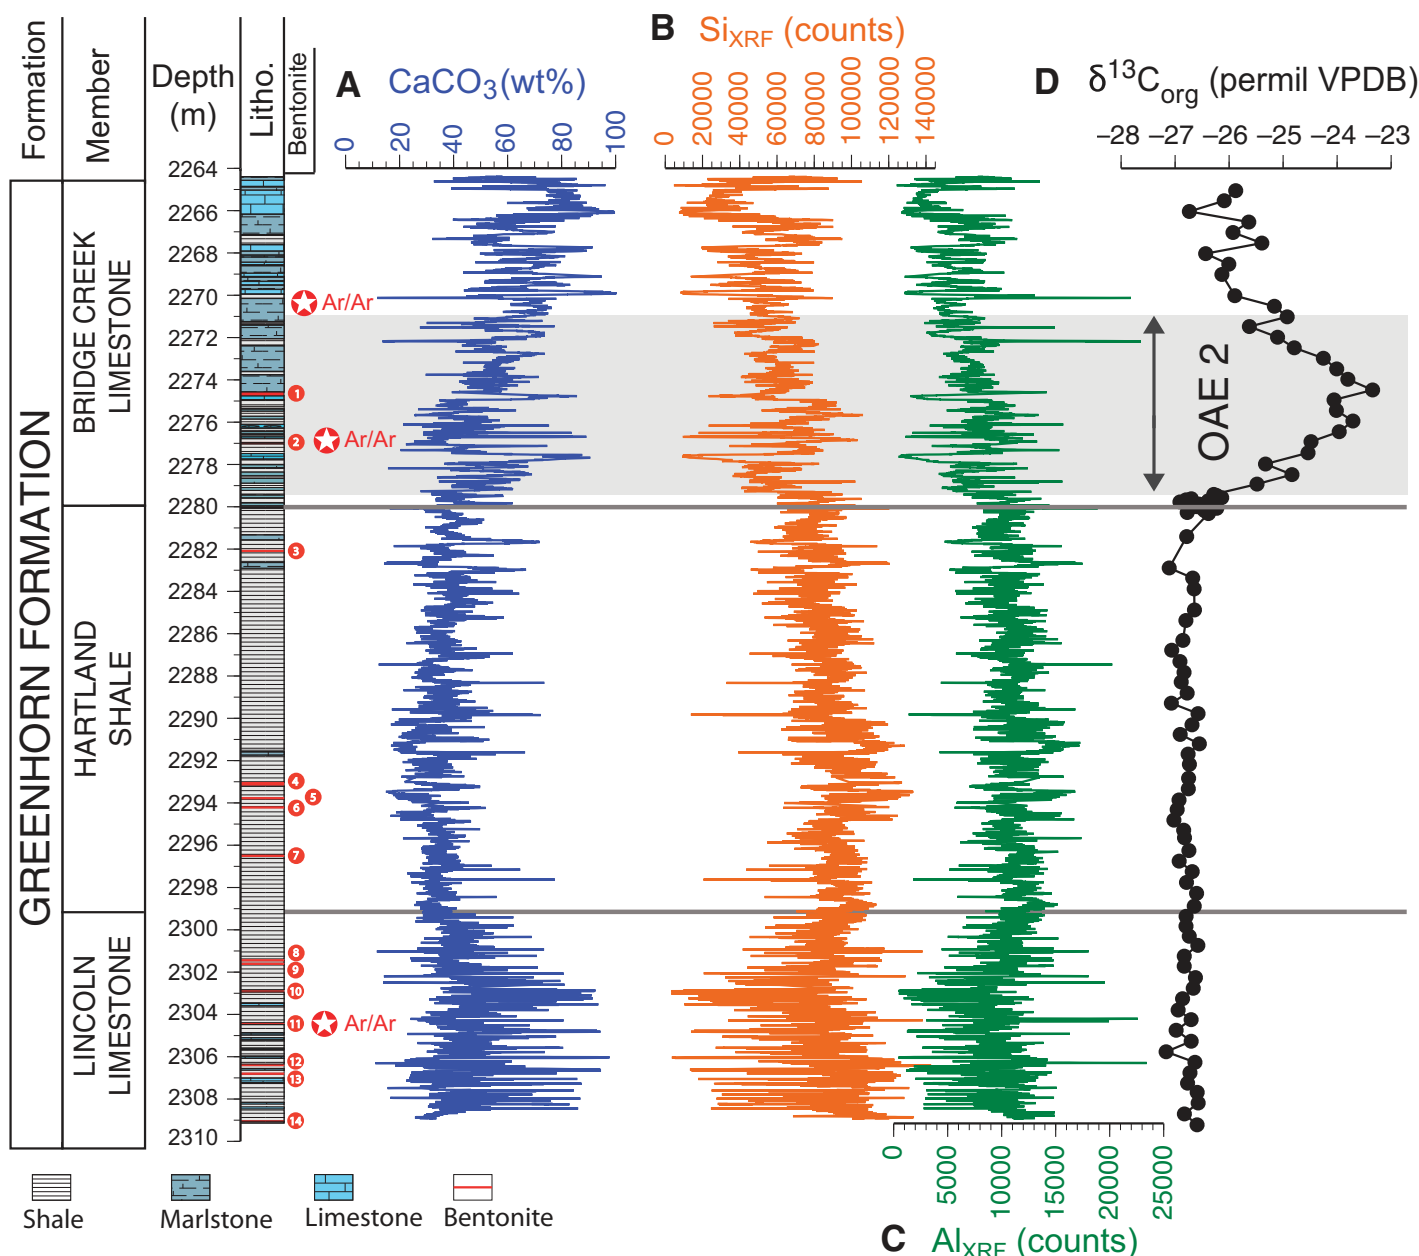 Formation
Member
Depth
(m)
Litho.
Bentonite
A
CaCO3 (wt%)
0
20
40
60
80
100
B
SiXRF (counts)
0
20000
40000
60000
80000
100000
120000
140000
D
δ13Corg (permil VPDB)
−28
−27
−26
−25
−24
−23
GREENHORN FORMATION
BRIDGE CREEK
LIMESTONE
HARTLAND
SHALE
LINCOLN
LIMESTONE
2264
2266
2268
2270
2272
2274
2276
2278
2280
2282
2284
2286
2288
2290
2292
2294
2296
2298
2300
2302
2304
2306
2308
2310
Ar/Ar
1
2
Ar/Ar
3
4
5
6
7
8
9
10
11
Ar/Ar
12
13
14
OAE 2
0
5000
10000
15000
20000
25000
C
AlXRF (counts)
Shale
Marlstone
Limestone
Bentonite